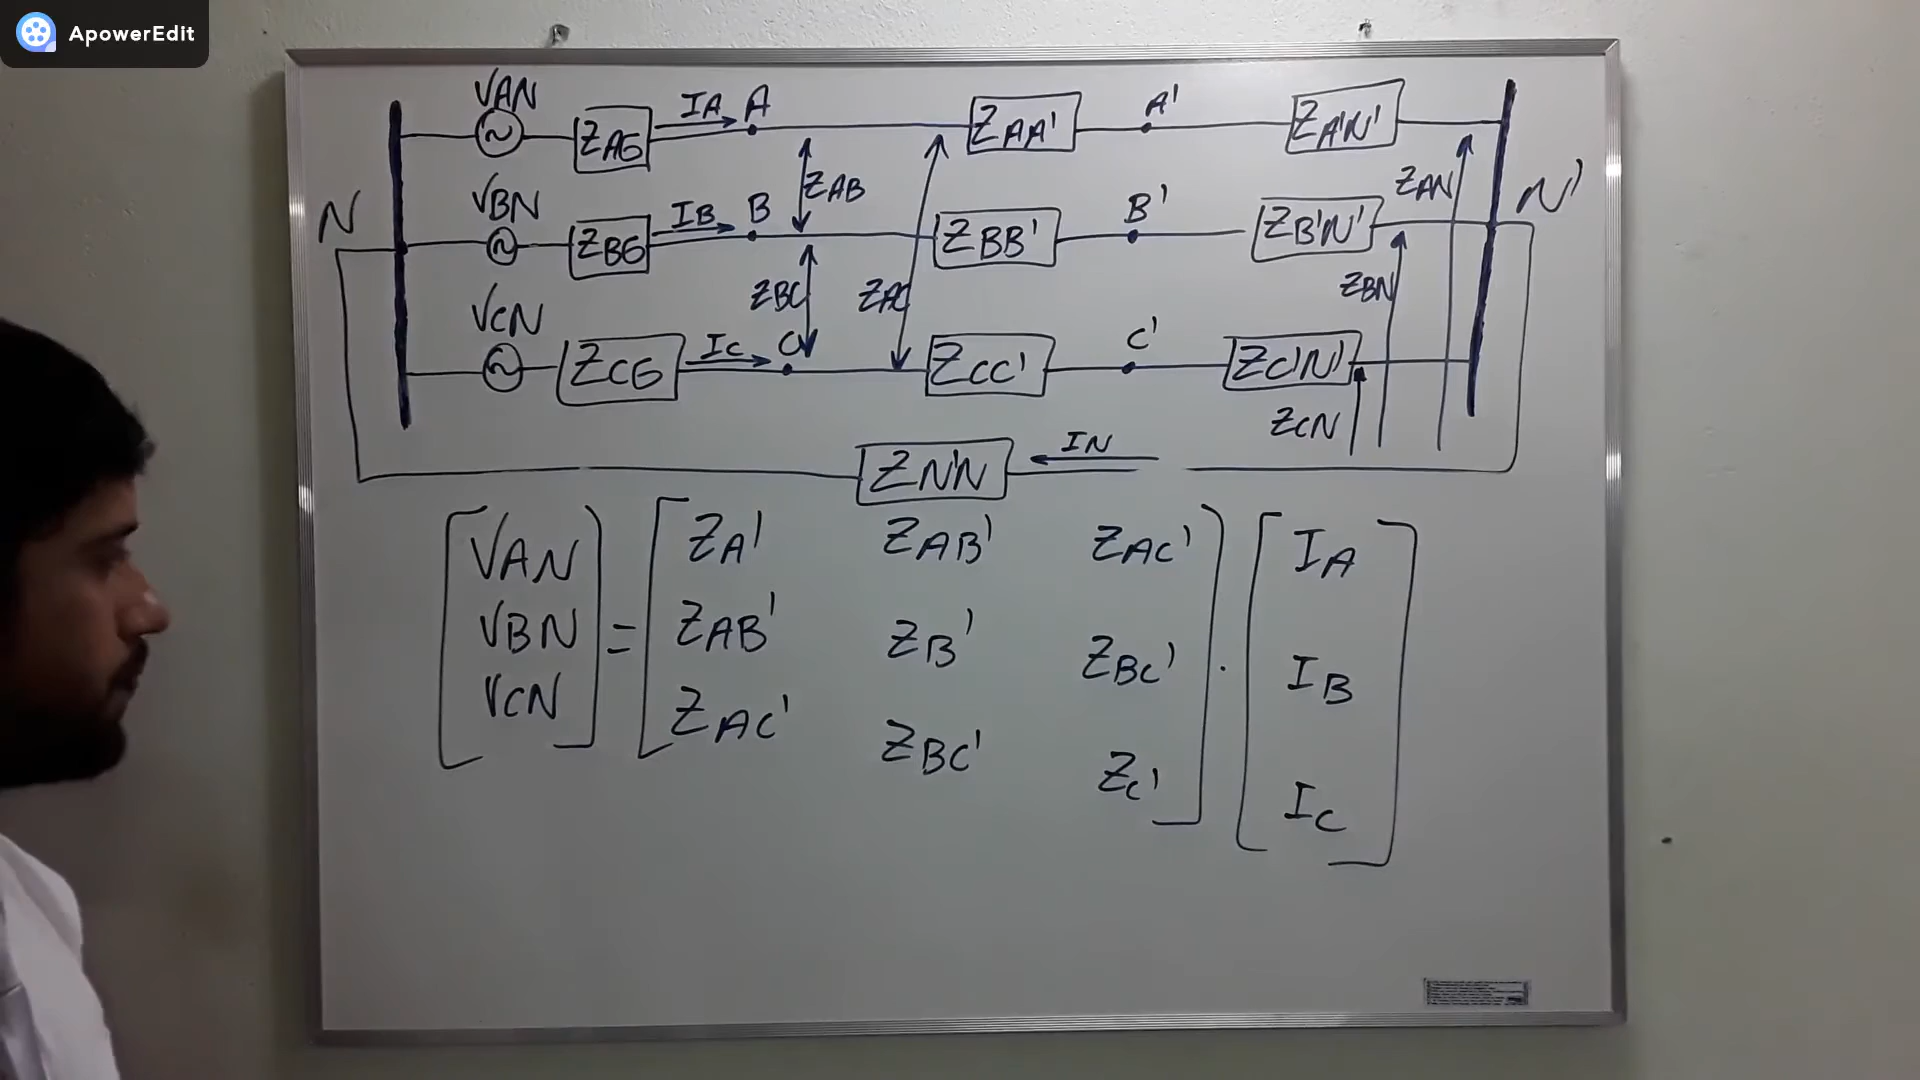 ApowerEdit
VAN IA A A'
ZAG ZAA' ZA'N'
VBN ZAB ZAN
N IB B B' N'
ZBG ZBB' ZB'N'
VCN ZBC ZAC ZBN
IC C C'
ZCG ZCC' ZC'N'
ZCN
IN
ZN'N
VAN ZA' ZAB' ZAC' IA
VBN = ZAB' ZB' ZBC' · IB
VCN ZAC' ZBC' ZC' IC